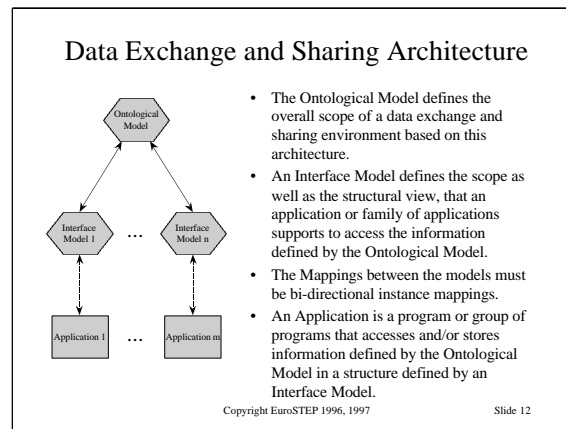 Data Exchange and Sharing Architecture
Ontological
Model
Interface
Model 1
...
Interface
Model n
Application 1
...
Application m
• The Ontological Model defines the
overall scope of a data exchange and
sharing environment based on this
architecture.
• An Interface Model defines the scope as
well as the structural view, that an
application or family of applications
supports to access the information
defined by the Ontological Model.
• The Mappings between the models must
be bi-directional instance mappings.
• An Application is a program or group of
programs that accesses and/or stores
information defined by the Ontological
Model in a structure defined by an
Interface Model.
Copyright EuroSTEP 1996, 1997
Slide 12